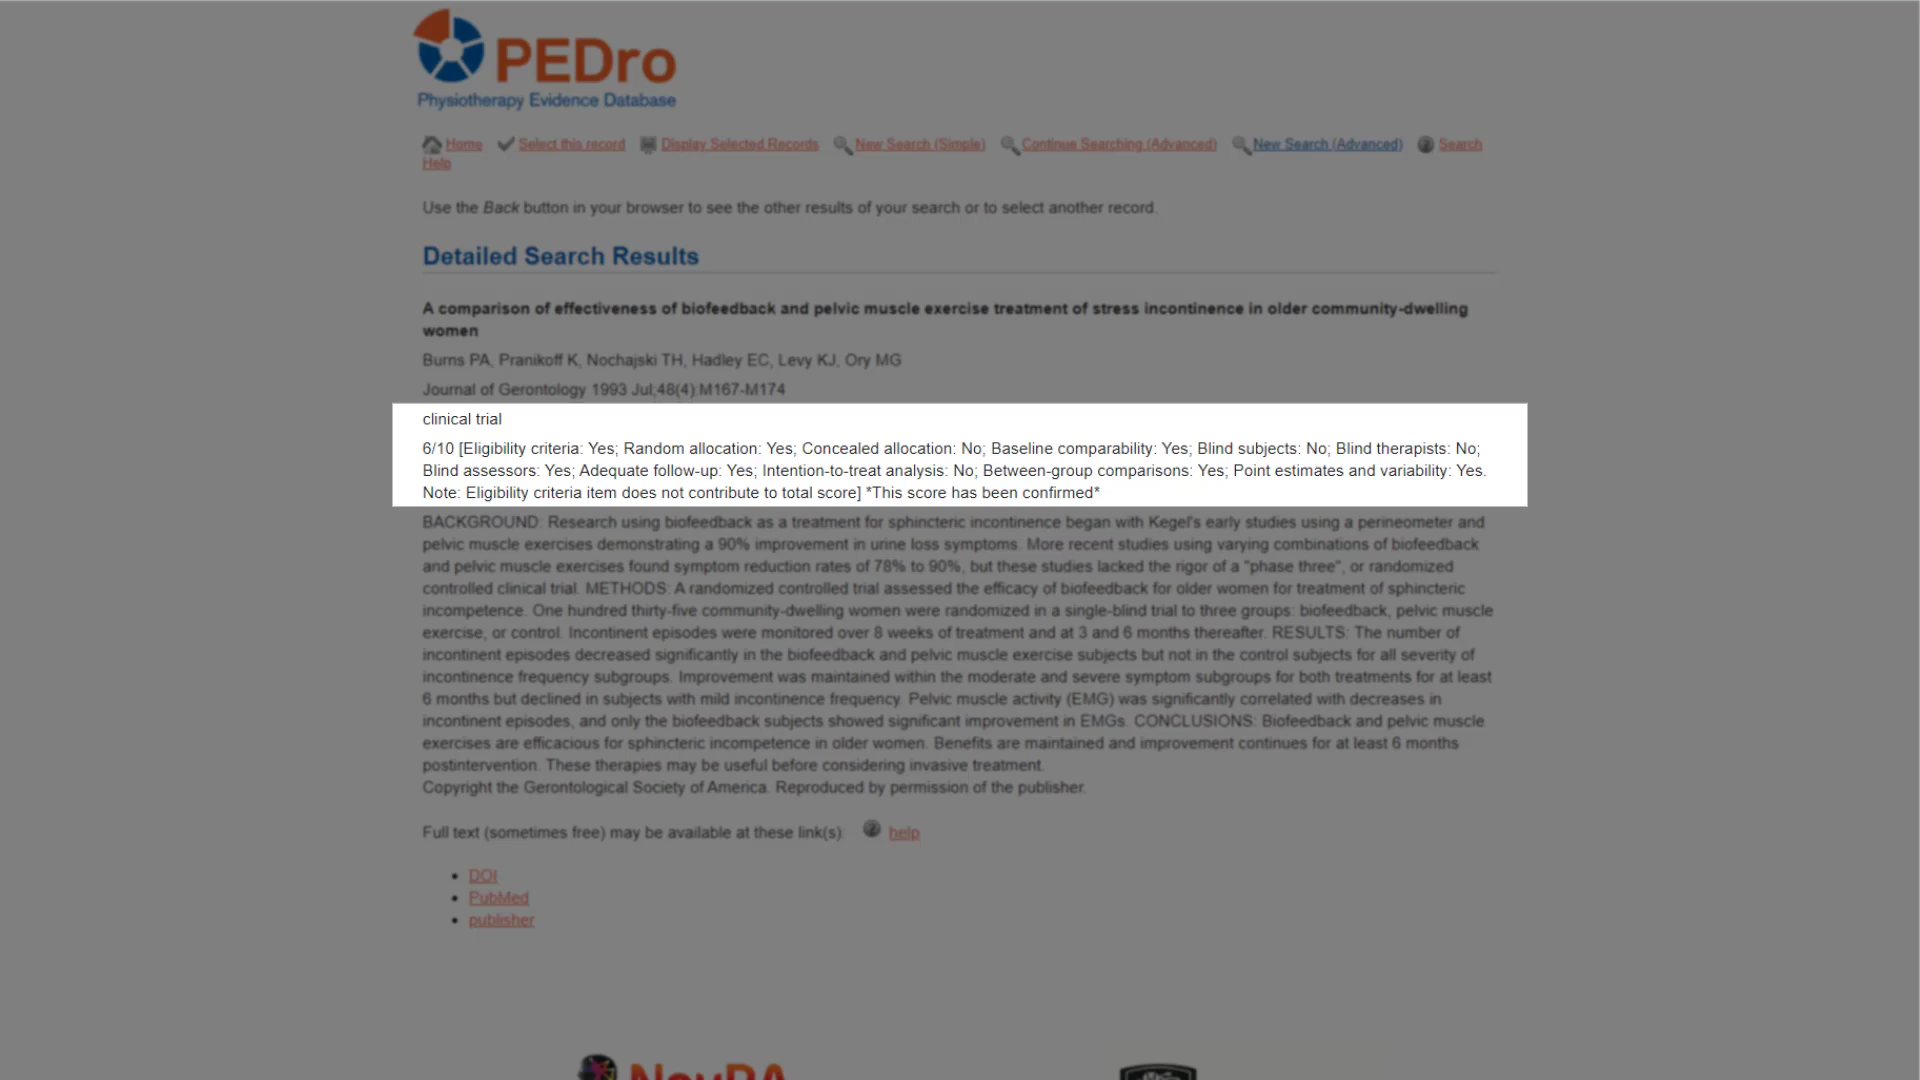 PEDro
Physiotherapy Evidence Database
Home Select this record Display Selected Records New Search (Simple) Continue Searching (Advanced) New Search (Advanced) Search
Help
Use the Back button in your browser to see the other results of your search or to select another record.
Detailed Search Results
A comparison of effectiveness of biofeedback and pelvic muscle exercise treatment of stress incontinence in older community-dwelling
women
Burns PA, Pranikoff K, Nochajski TH, Hadley EC, Levy KJ, Ory MG
Journal of Gerontology 1993 Jul;48(4):M167-M174
clinical trial
6/10 [Eligibility criteria: Yes; Random allocation: Yes; Concealed allocation: No; Baseline comparability: Yes; Blind subjects: No; Blind therapists: No;
Blind assessors: Yes; Adequate follow-up: Yes; Intention-to-treat analysis: No; Between-group comparisons: Yes; Point estimates and variability: Yes.
Note: Eligibility criteria item does not contribute to total score] *This score has been confirmed*
BACKGROUND: Research using biofeedback as a treatment for sphincteric incontinence began with Kegel's early studies using a perineometer and
pelvic muscle exercises demonstrating a 90% improvement in urine loss symptoms. More recent studies using varying combinations of biofeedback
and pelvic muscle exercises found symptom reduction rates of 78% to 90%, but these studies lacked the rigor of a "phase three", or randomized
controlled clinical trial. METHODS: A randomized controlled trial assessed the efficacy of biofeedback for older women for treatment of sphincteric
incompetence. One hundred thirty-five community-dwelling women were randomized in a single-blind trial to three groups: biofeedback, pelvic muscle
exercise, or control. Incontinent episodes were monitored over 8 weeks of treatment and at 3 and 6 months thereafter. RESULTS: The number of
incontinent episodes decreased significantly in the biofeedback and pelvic muscle exercise subjects but not in the control subjects for all severity of
incontinence frequency subgroups. Improvement was maintained within the moderate and severe symptom subgroups for both treatments for at least
6 months but declined in subjects with mild incontinence frequency. Pelvic muscle activity (EMG) was significantly correlated with decreases in
incontinent episodes, and only the biofeedback subjects showed significant improvement in EMGs. CONCLUSIONS: Biofeedback and pelvic muscle
exercises are efficacious for sphincteric incompetence in older women. Benefits are maintained and improvement continues for at least 6 months
postintervention. These therapies may be useful before considering invasive treatment.
Copyright the Gerontological Society of America. Reproduced by permission of the publisher.
Full text (sometimes free) may be available at these link(s): help
DOI
PubMed
publisher